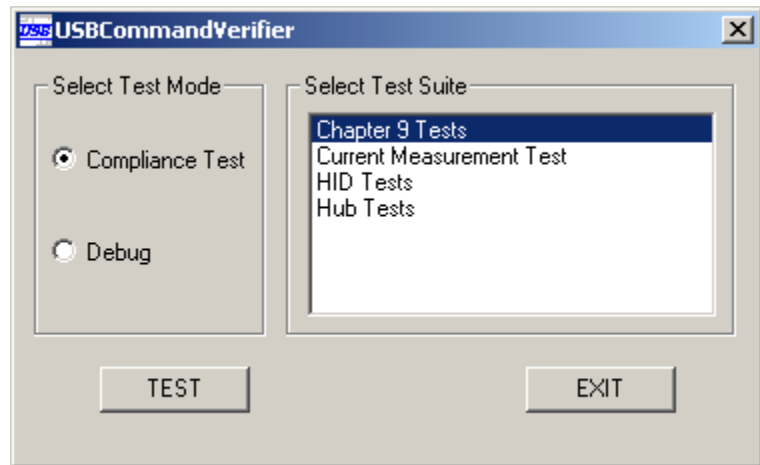 USB USBCommandVerifier
Select Test Mode
Compliance Test
Debug
Select Test Suite
Chapter 9 Tests
Current Measurement Test
HID Tests
Hub Tests
TEST
EXIT